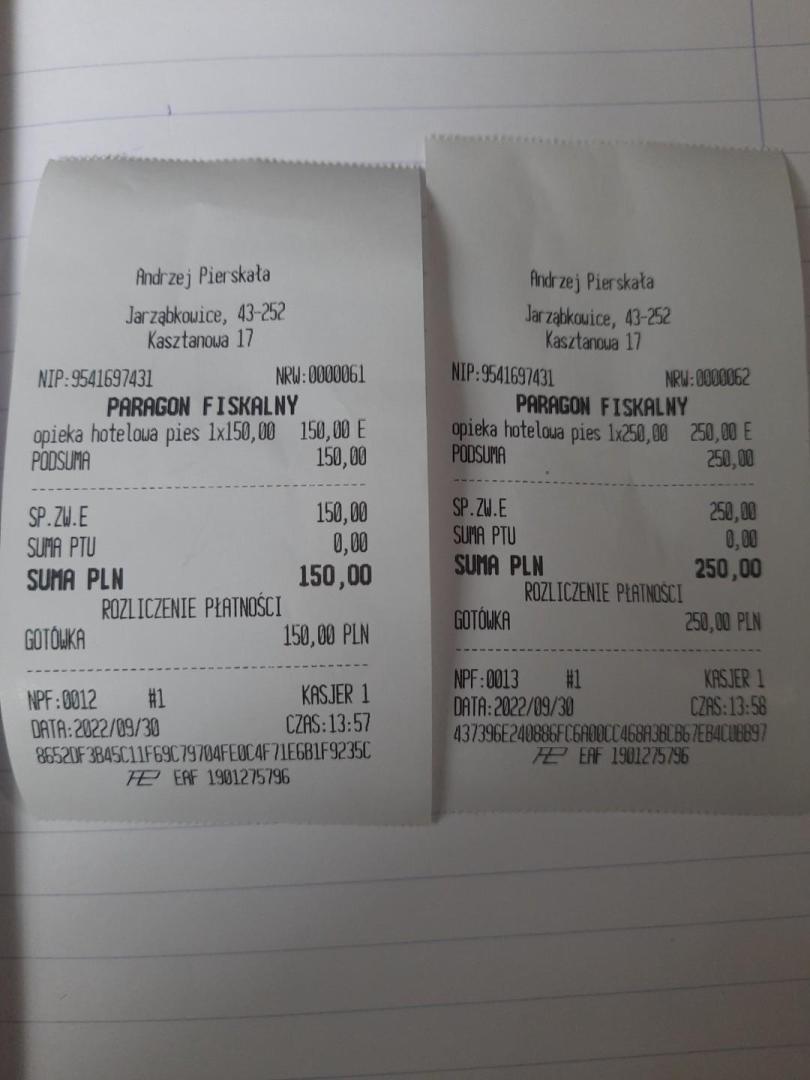 Andrzej Pierskała
Jarząbkowice, 43-252
Kasztanowa 17
NIP:9541697431 NRW:0000061
PARAGON FISKALNY
opieka hotelowa pies 1x150,00 150,00 E
PODSUMA 150,00
SP.ZW.E 150,00
SUMA PTU 0,00
SUMA PLN 150,00
ROZLICZENIE PŁATNOŚCI
GOTÓWKA 150,00 PLN
NPF:0012 #1 KASJER 1
DATA:2022/09/30 CZAS:13:57
8652DF3B45C11F69C79704FE0C4F71E6B1F9235C
EAF 1901275796
Andrzej Pierskała
Jarząbkowice, 43-252
Kasztanowa 17
NIP:9541697431 NRW:0000062
PARAGON FISKALNY
opieka hotelowa pies 1x250,00 250,00 E
PODSUMA 250,00
SP.ZW.E 250,00
SUMA PTU 0,00
SUMA PLN 250,00
ROZLICZENIE PŁATNOŚCI
GOTÓWKA 250,00 PLN
NPF:0013 #1 KASJER 1
DATA:2022/09/30 CZAS:13:58
EAF 1901275796